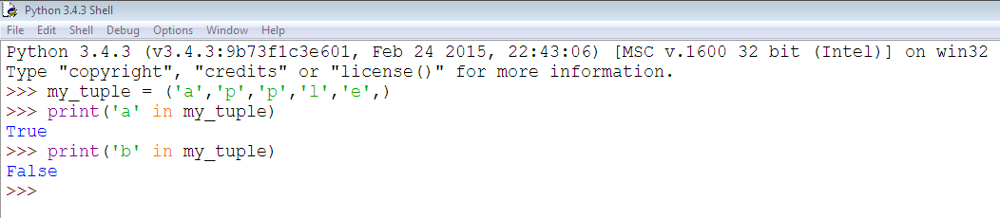 Python 3.4.3 Shell
File Edit Shell Debug Options Window Help
Python 3.4.3 (v3.4.3:9b73f1c3e601, Feb 24 2015, 22:43:06) [MSC v.1600 32 bit (Intel)] on win32
Type "copyright", "credits" or "license()" for more information.
>>> my_tuple = ('a','p','p','l','e',)
>>> print('a' in my_tuple)
True
>>> print('b' in my_tuple)
False
>>>